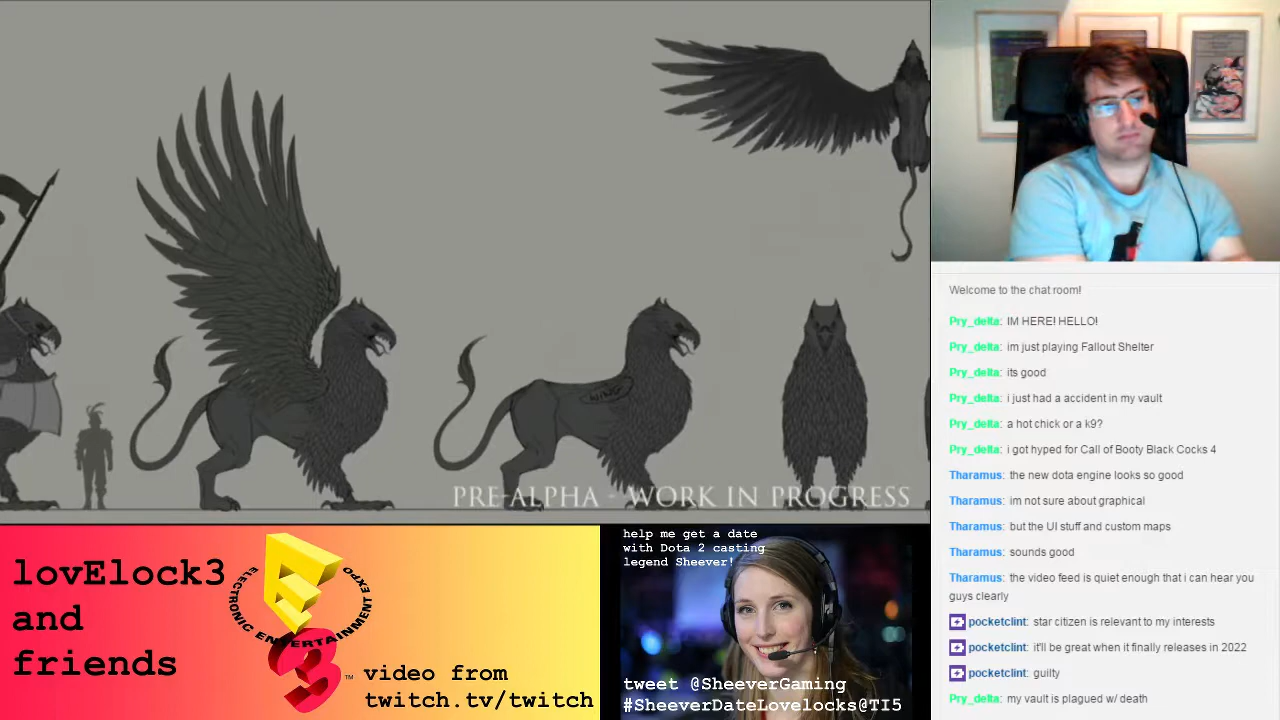 WING
PRE-ALPHA - WORK IN PROGRESS
Welcome to the chat room!
Pry_delta: IM HERE! HELLO!
Pry_delta: im just playing Fallout Shelter
Pry_delta: its good
Pry_delta: i just had a accident in my vault
Pry_delta: a hot chick or a k9?
Pry_delta: i got hyped for Call of Booty Black Cocks 4
Tharamus: the new dota engine looks so good
Tharamus: im not sure about graphical
Tharamus: but the UI stuff and custom maps
Tharamus: sounds good
Tharamus: the video feed is quiet enough that i can hear you
guys clearly
pocketclint: star citizen is relevant to my interests
pocketclint: it'll be great when it finally releases in 2022
pocketclint: guilty
Pry_delta: my vault is plagued w/ death
lovElock3
and
friends
E3
ELECTRONIC ENTERTAINMENT EXPO
TM
video from
twitch.tv/twitch
help me get a date
with Dota 2 casting
legend Sheever!
tweet @SheeverGaming
#SheeverDateLovelocks@TI5